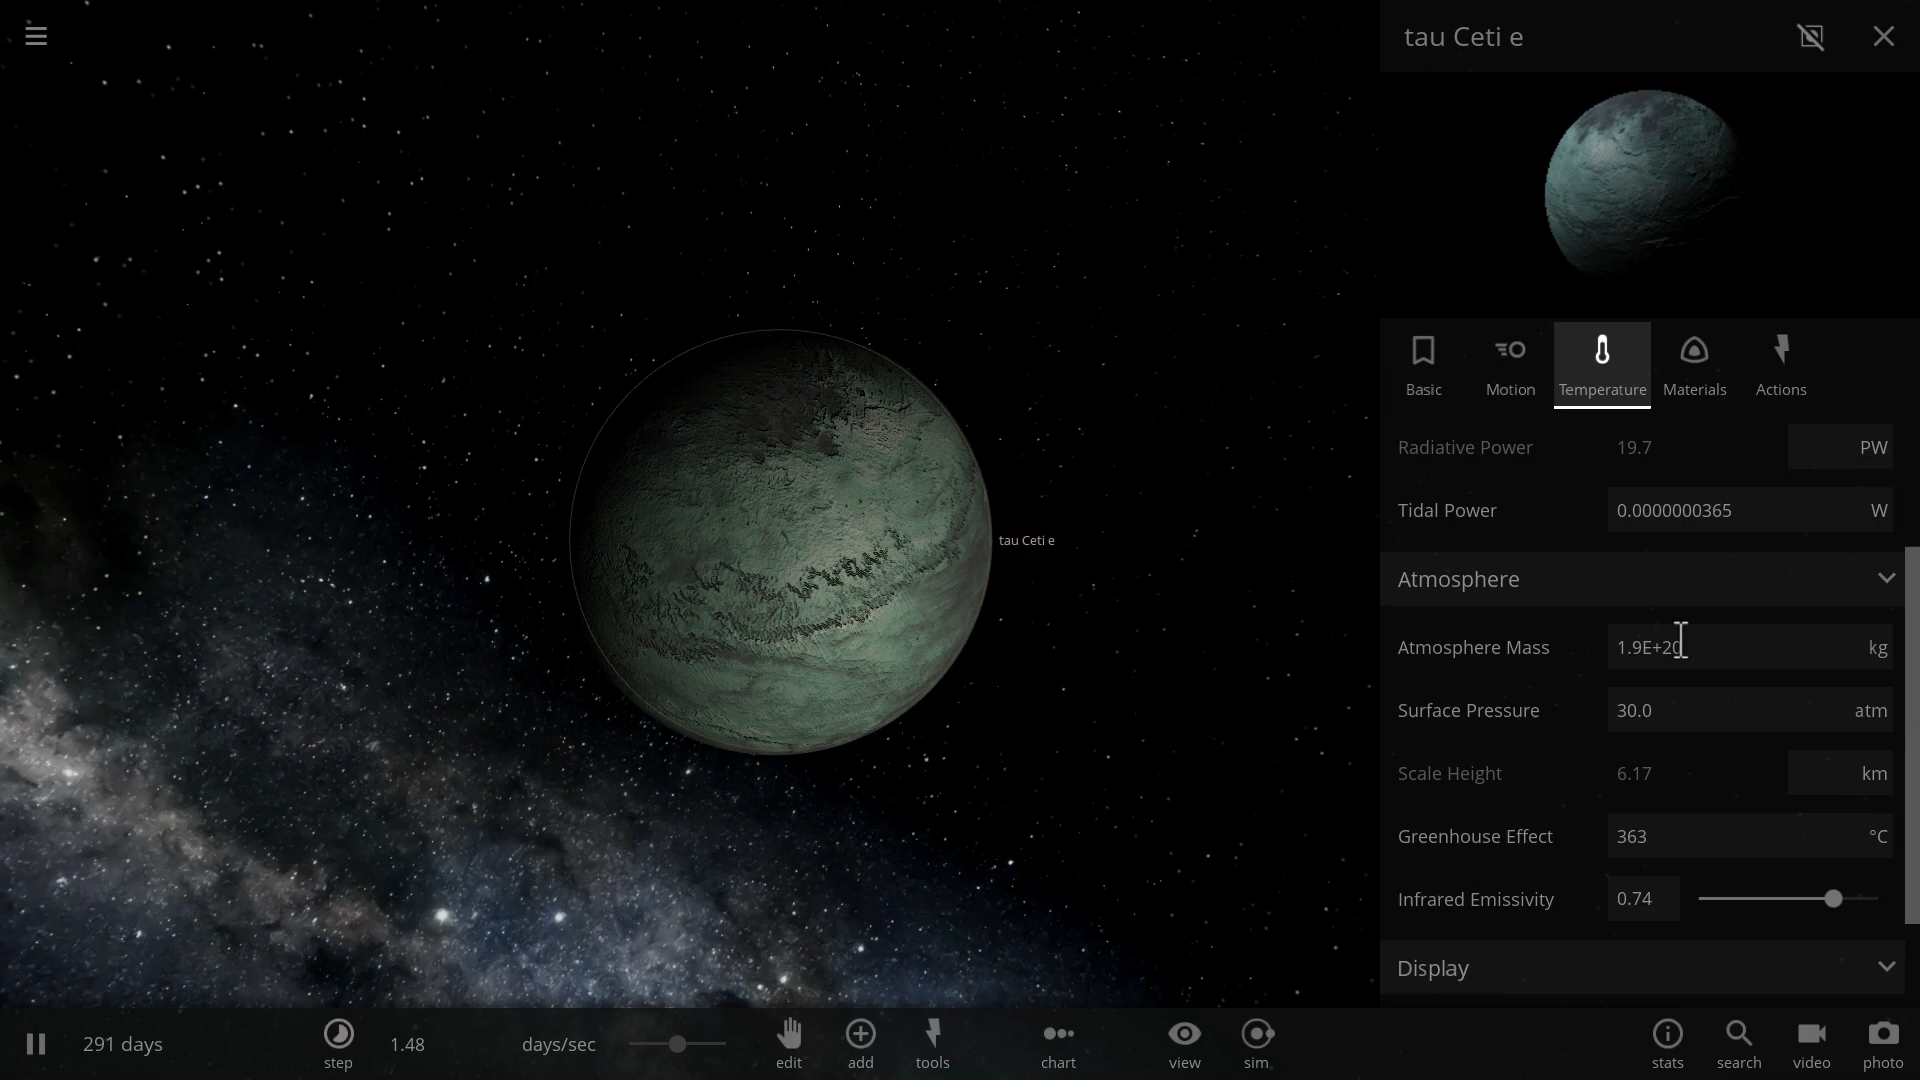 tau Ceti e
Basic Motion Temperature Materials Actions
Radiative Power 19.7 PW
Tidal Power 0.0000000365 W
tau Ceti e
Atmosphere
Atmosphere Mass 1.9E+20 kg
Surface Pressure 30.0 atm
Scale Height 6.17 km
Greenhouse Effect 363 °C
Infrared Emissivity 0.74
Display
291 days step 1.48 days/sec edit add tools chart view sim stats search video photo